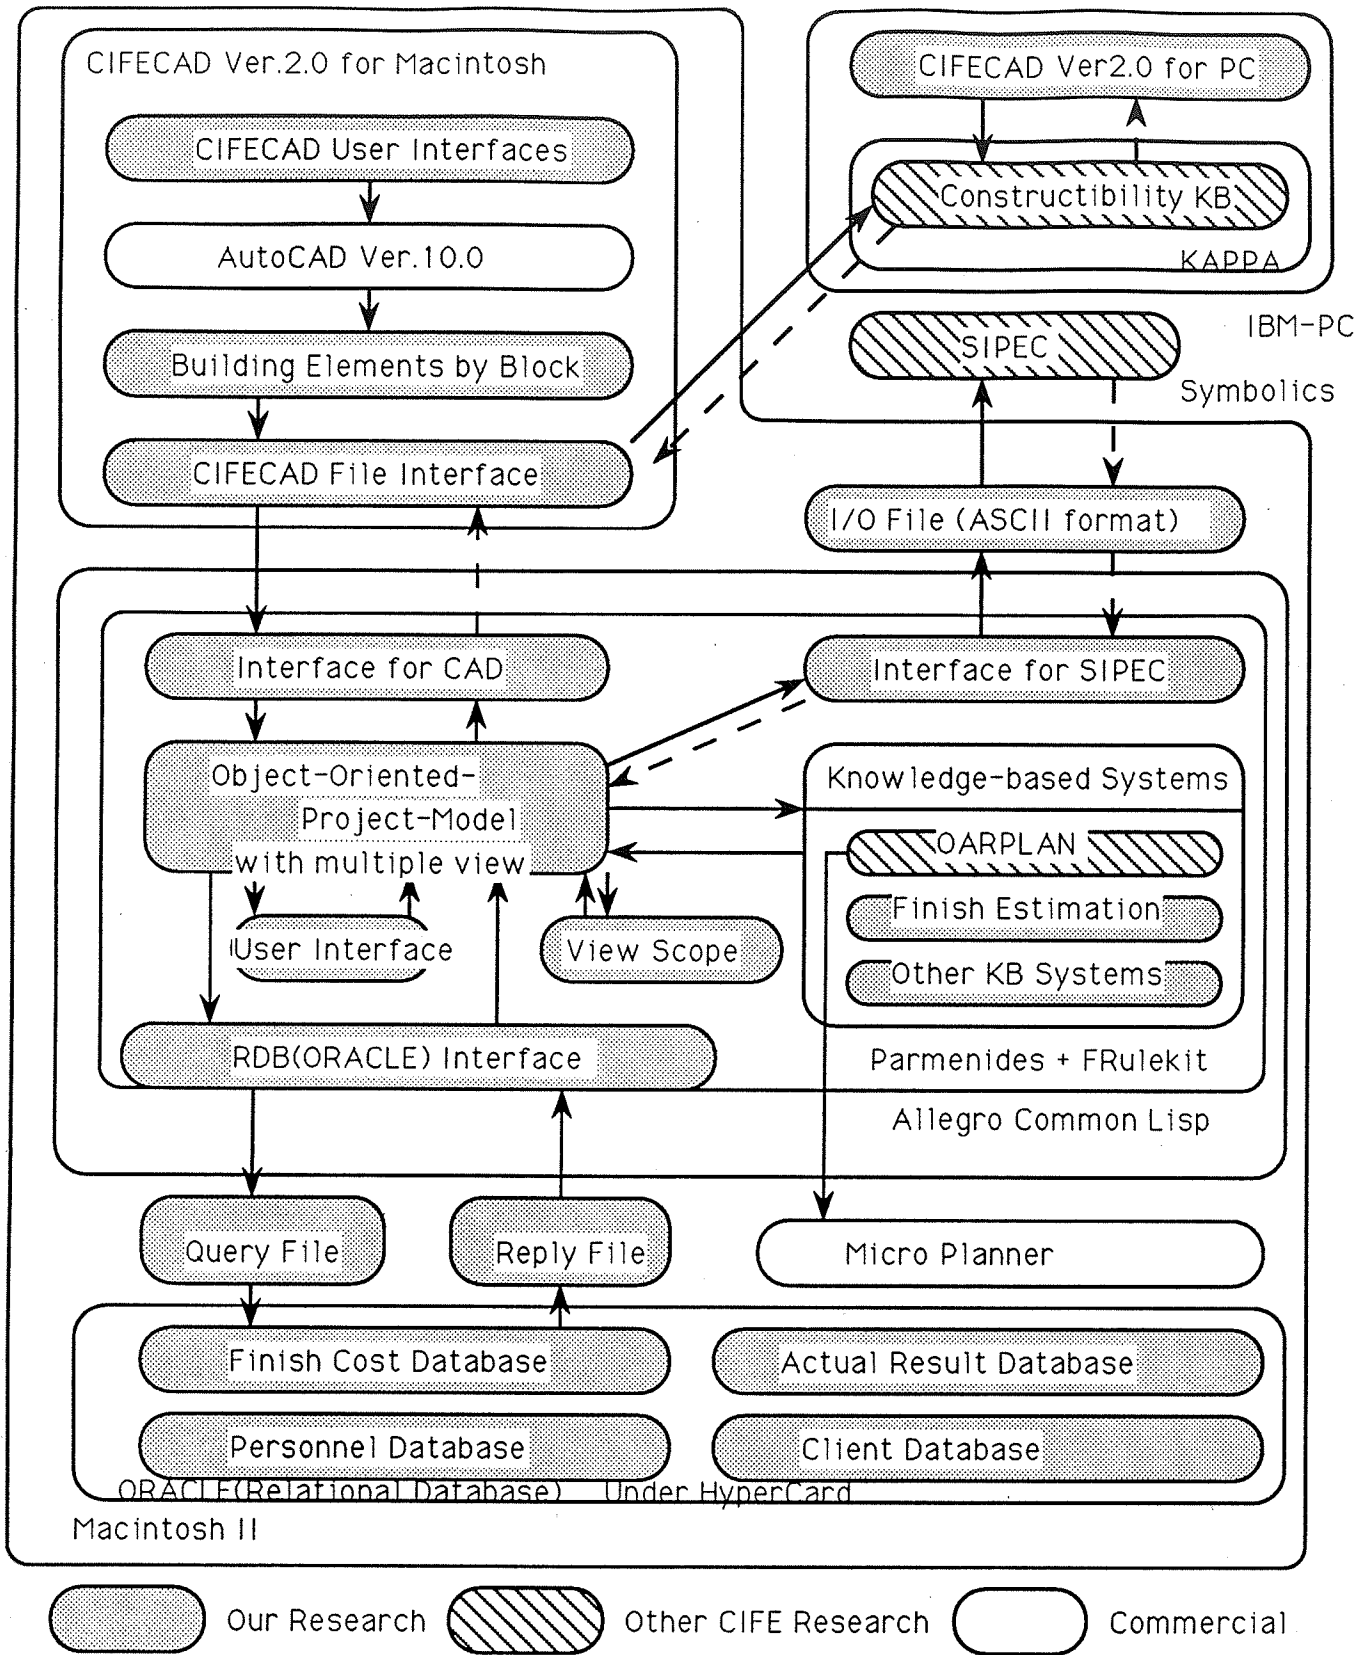 CIFECAD Ver.2.0 for Macintosh
CIFECAD User Interfaces
AutoCAD Ver.10.0
Building Elements by Block
CIFECAD File Interface
CIFECAD Ver2.0 for PC
Constructibility KB
KAPPA
IBM-PC
SIPEC
Symbolics
I/O File (ASCII format)
Interface for CAD
Interface for SIPEC
Object-Oriented-
Project-Model
with multiple view
Knowledge-based Systems
OARPLAN
Finish Estimation
Other KB Systems
User Interface
View Scope
RDB(ORACLE) Interface
Parmenides + FRulekit
Allegro Common Lisp
Query File
Reply File
Micro Planner
Finish Cost Database
Actual Result Database
Personnel Database
Client Database
ORACLE(Relational Database) Under HyperCard
Macintosh II
Our Research
Other CIFE Research
Commercial